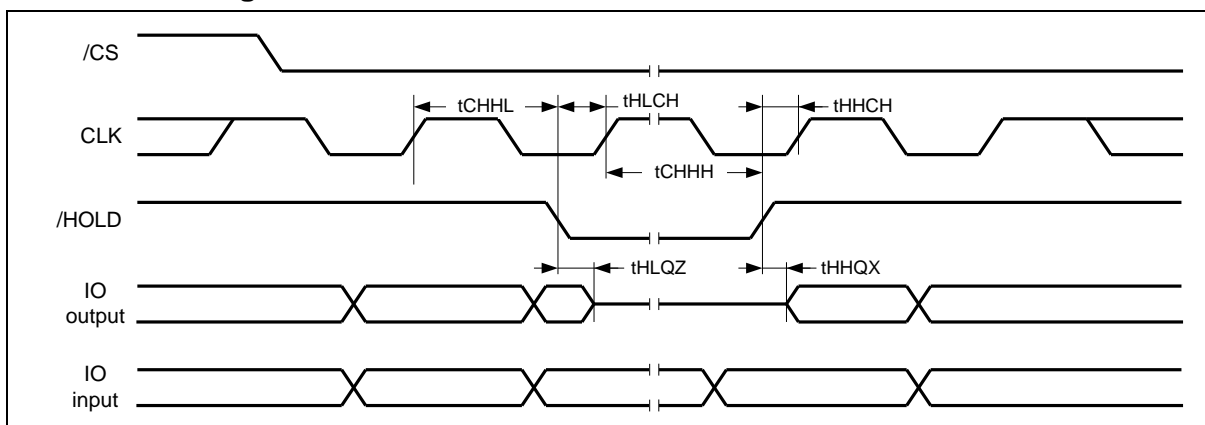 /CS
tCHHL
tHLCH
tHHCH
CLK
tCHHH
/HOLD
tHLQZ
tHHQX
IO
output
IO
input